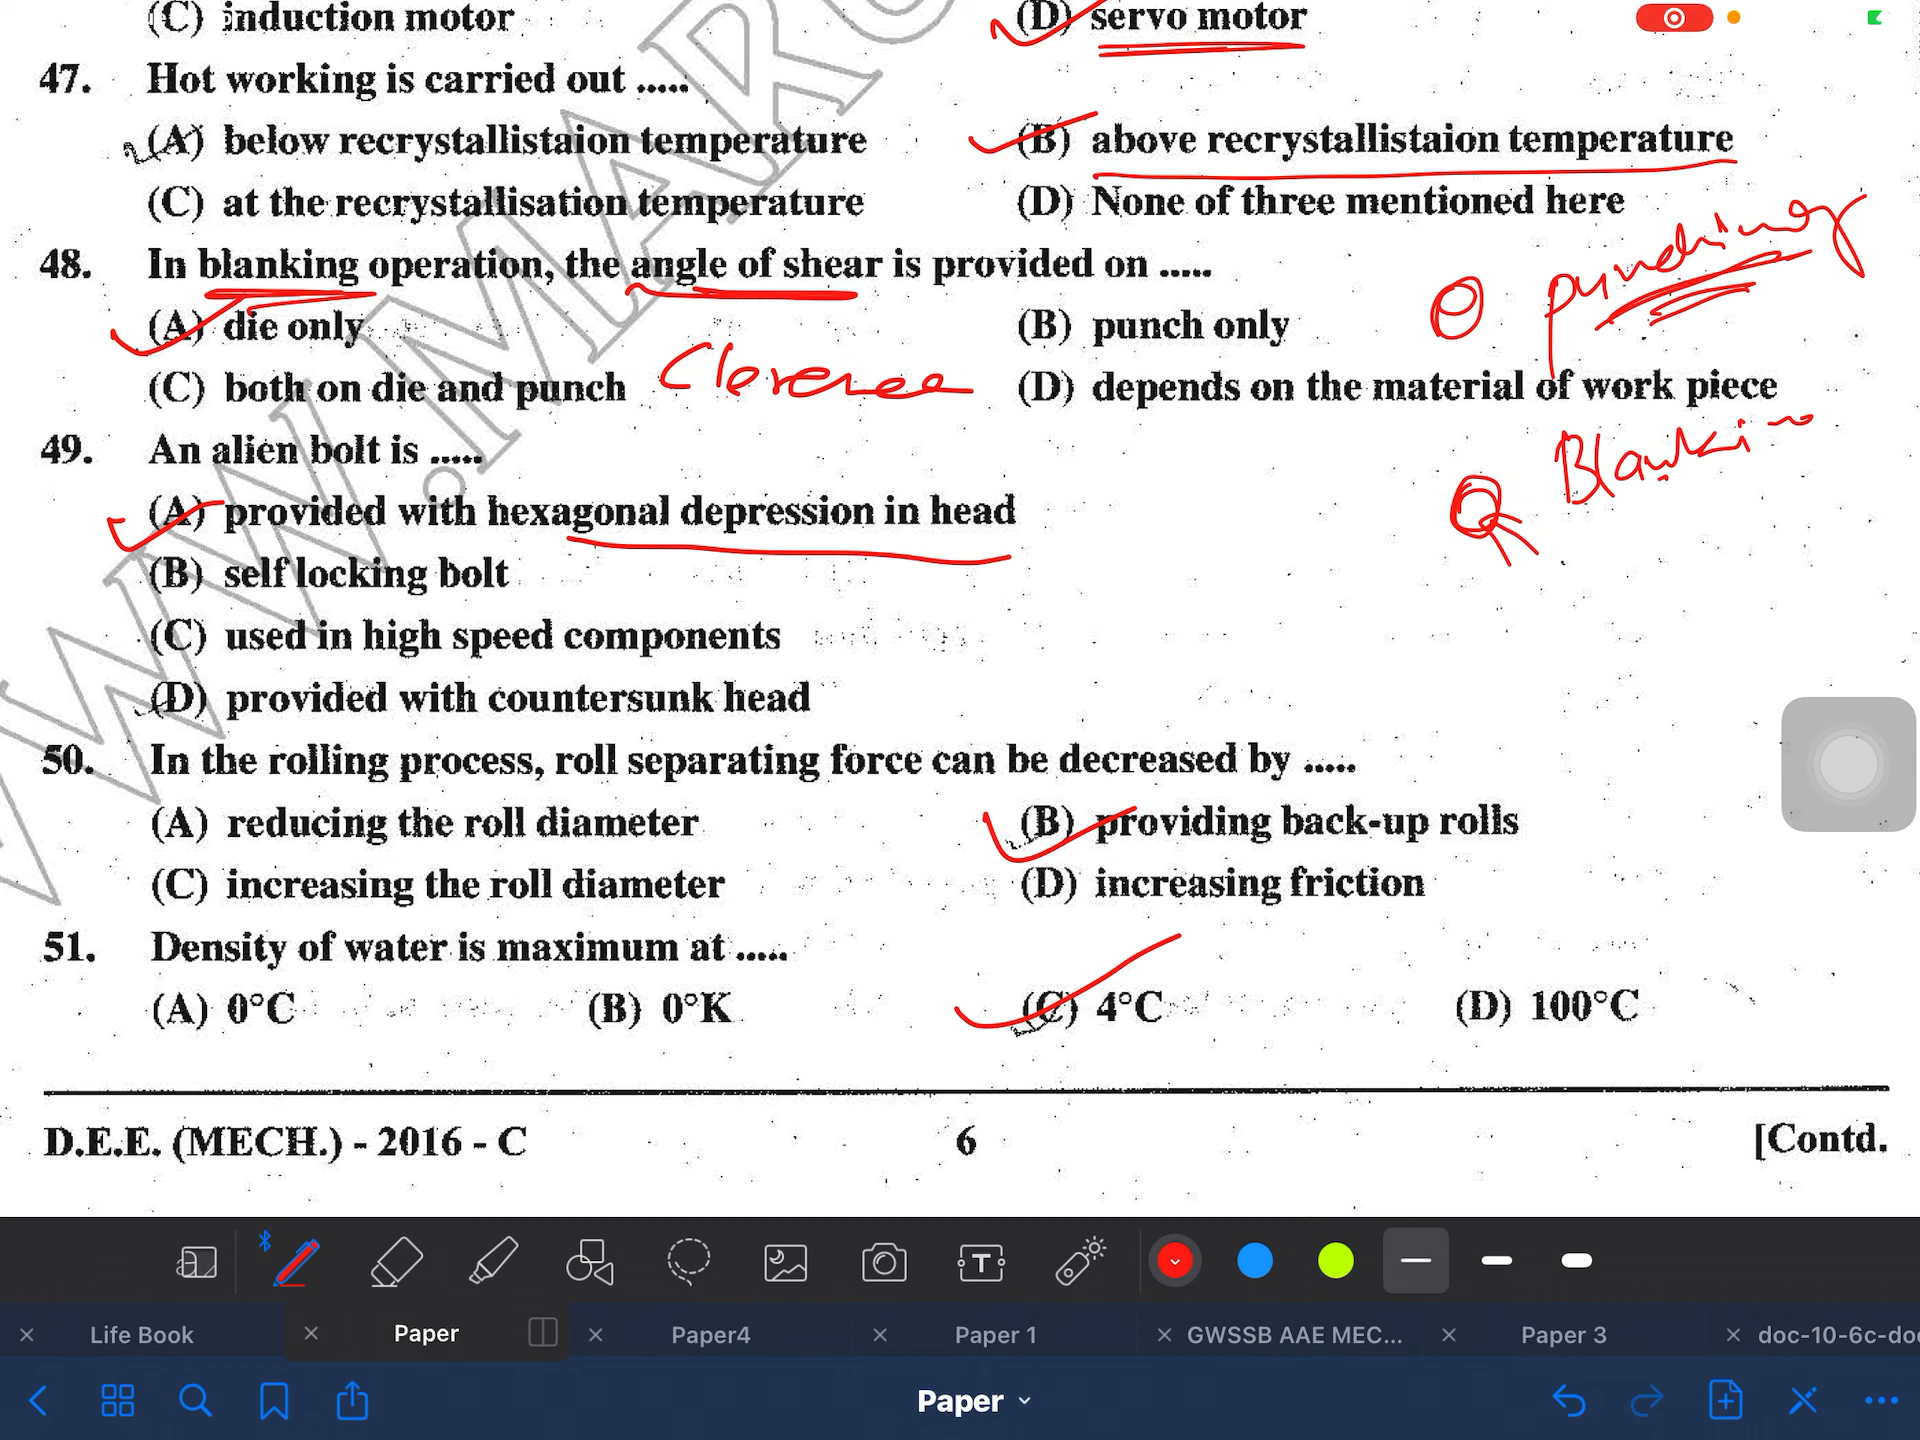 (C) induction motor (D) servo motor
47. Hot working is carried out .....
(A) below recrystallistaion temperature (B) above recrystallistaion temperature
(C) at the recrystallisation temperature (D) None of three mentioned here
48. In blanking operation, the angle of shear is provided on .....
punching
(A) die only (B) punch only
(C) both on die and punch (D) depends on the material of work piece
49. An alien bolt is .....
(A) provided with hexagonal depression in head
(B) self locking bolt
(C) used in high speed components
(D) provided with countersunk head
50. In the rolling process, roll separating force can be decreased by .....
(A) reducing the roll diameter (B) providing back-up rolls
(C) increasing the roll diameter (D) increasing friction
51. Density of water is maximum at .....
(A) 0°C (B) 0°K (C) 4°C (D) 100°C
D.E.E. (MECH.) - 2016 - C 6 [Contd.
Life Book Paper Paper4 Paper 1 GWSSB AAE MEC... Paper 3 doc-10-6c-doc
Paper